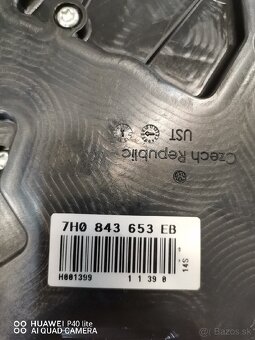 UST
Czech Republic
7H0 843 653 EB
14S
H001399 1 1 39 0
HUAWEI P40 lite
AI QUAD CAMERA
Bazos.sk